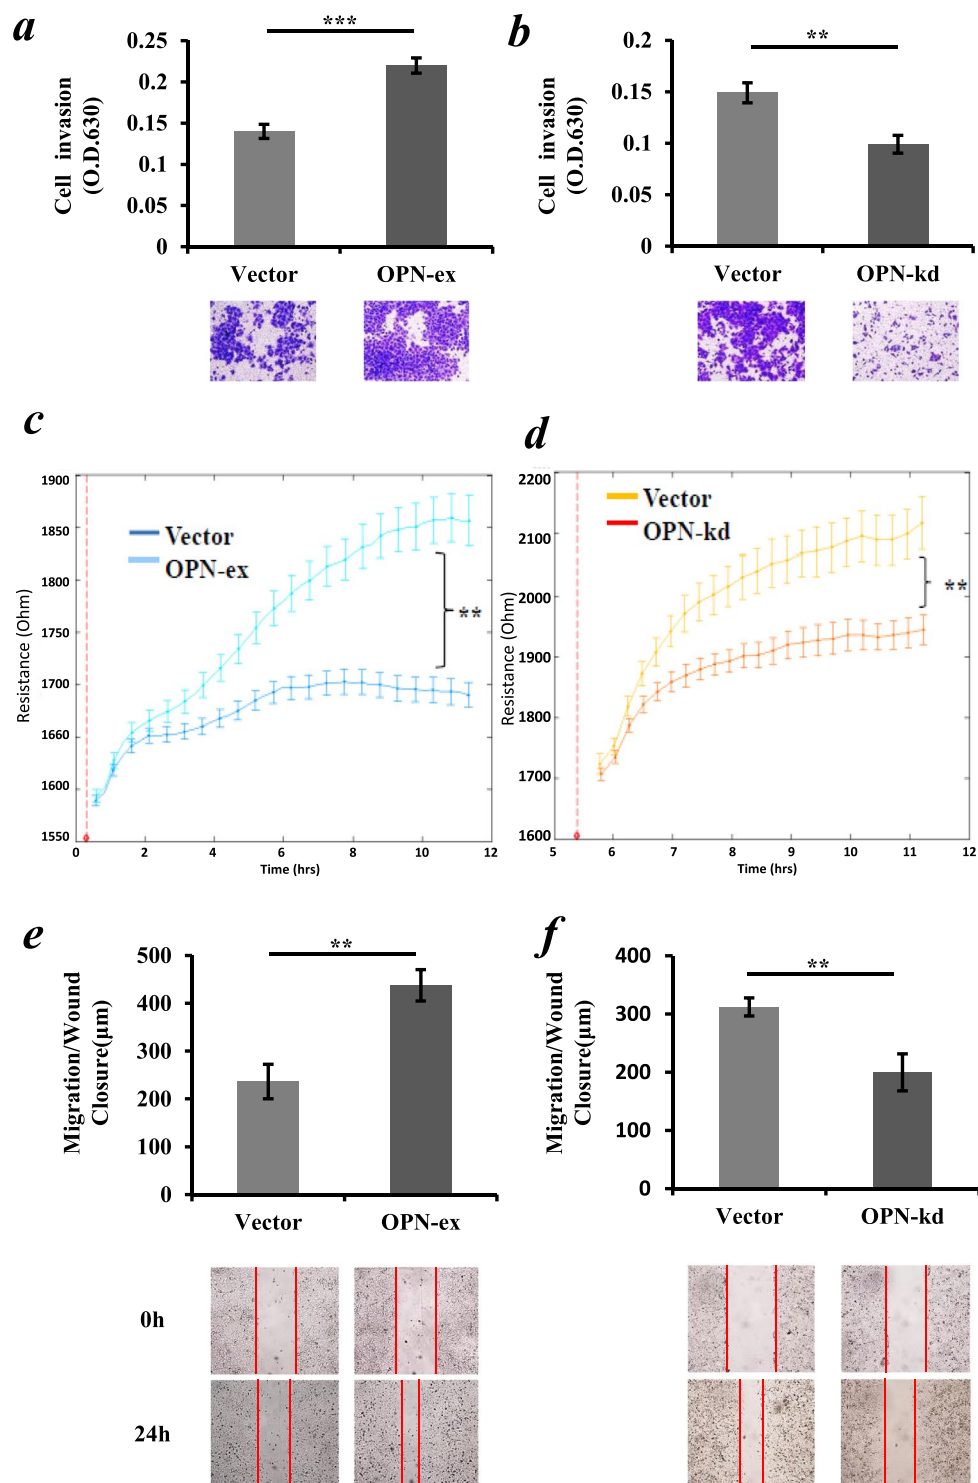 a
***
0.25
0.2
0.15
0.1
0.05
0
Cell invasion
(O.D.630)
Vector OPN-ex
b
**
0.2
0.15
0.1
0.05
0
Cell invasion
(O.D.630)
Vector OPN-kd
c
1900
1850
1800
1750
1700
1660
1600
1550
Resistance (Ohm)
Vector
OPN-ex
**
0 2 4 6 8 10 12
Time (hrs)
d
2200
2100
2000
1900
1800
1700
1600
Resistance (Ohm)
Vector
OPN-kd
**
5 6 7 8 9 10 11 12
Time (hrs)
e
**
500
400
300
200
100
0
Migration/Wound
Closure(µm)
Vector OPN-ex
0h
24h
f
**
400
300
200
100
0
Migration/Wound
Closure(µm)
Vector OPN-kd